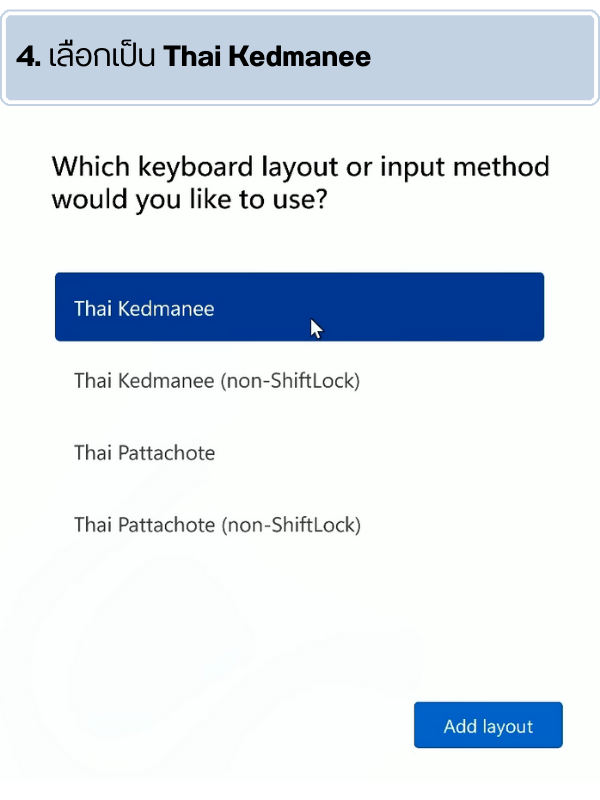 4. เลือกเป็น Thai Kedmanee
Which keyboard layout or input method
would you like to use?
Thai Kedmanee
Thai Kedmanee (non-ShiftLock)
Thai Pattachote
Thai Pattachote (non-ShiftLock)
Add layout